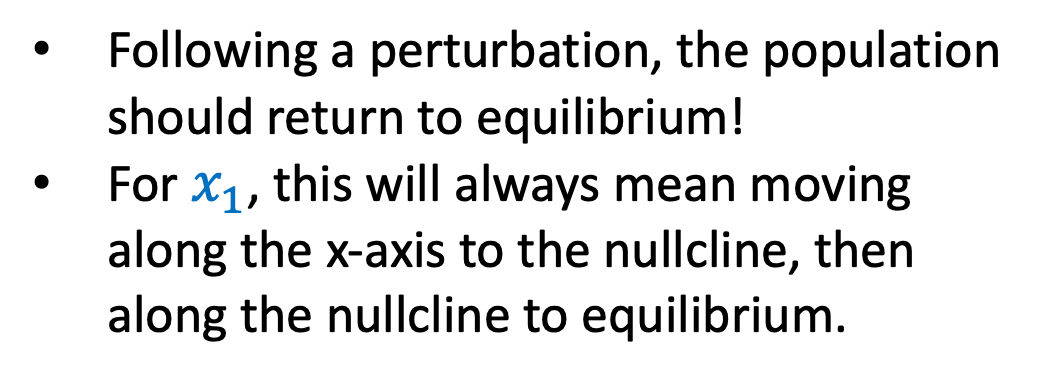 • Following a perturbation, the population
should return to equilibrium!
• For x₁, this will always mean moving
along the x-axis to the nullcline, then
along the nullcline to equilibrium.